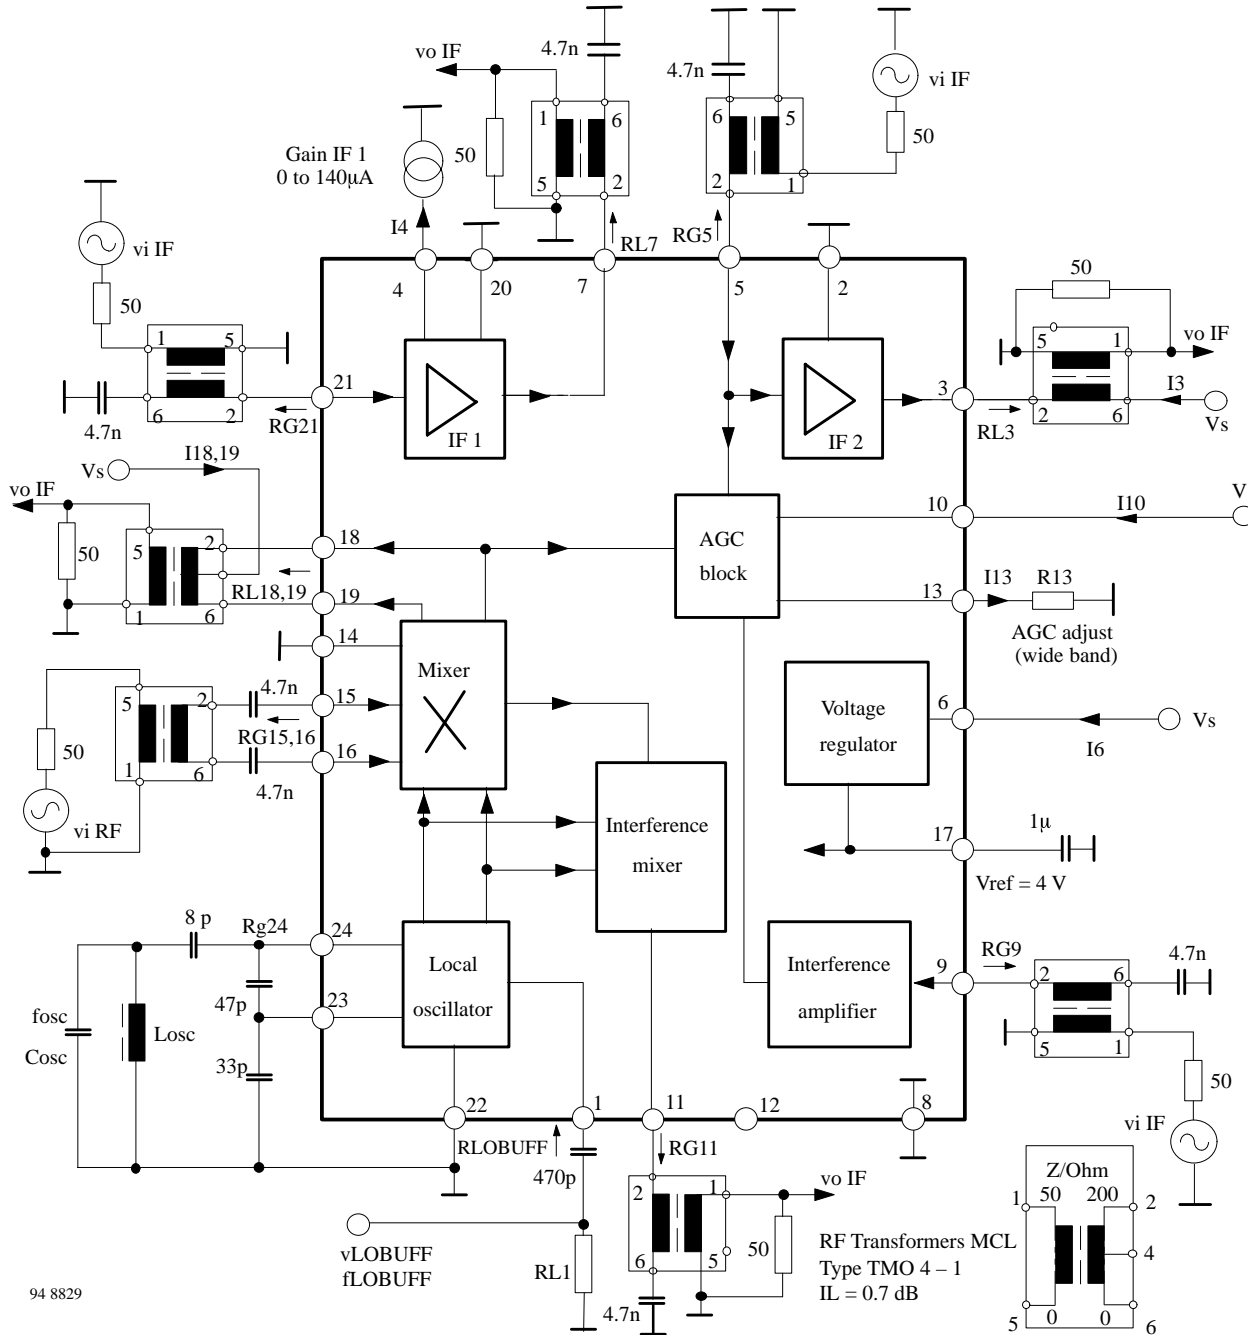 4.7n
vo IF
4.7n
vi IF
1
6
6
5
50
Gain IF 1
0 to 140µA
50
5
2
2
1
I4
RL7
RG5
vi IF
4
20
7
5
2
50
50
1
5
5
1
vo IF
21
3
I3
6
2
RG21
IF 1
IF 2
RL3
2
6
Vs
4.7n
I18,19
Vs
vo IF
10
I10
V
50
5
2
18
AGC
block
RL18,19
19
13
I13
R13
1
6
14
AGC adjust
(wide band)
Mixer
4.7n
5
2
15
Voltage
regulator
6
Vs
50
RG15,16
I6
1
6
16
4.7n
vi RF
Interference
mixer
17
1µ
Vref = 4 V
8 p
Rg24
24
Local
oscillator
Interference
amplifier
9
RG9
4.7n
2
6
47p
23
fosc
Cosc
Losc
33p
5
1
50
22
1
11
12
8
RLOBUFF
470p
RG11
vi IF
2
1
vo IF
Z/Ohm
50
200
1
2
vLOBUFF
fLOBUFF
RL1
6
5
50
RF Transformers MCL
Type TMO 4 – 1
IL = 0.7 dB
4
4.7n
0
0
5
6
94 8829